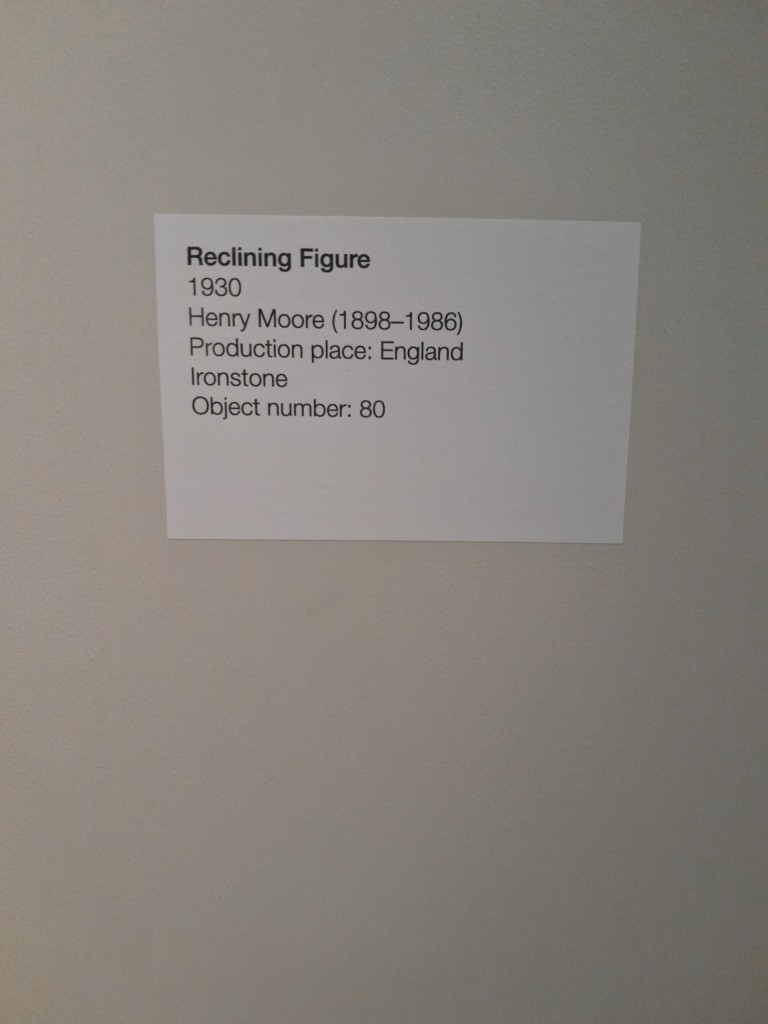 Reclining Figure
1930
Henry Moore (1898–1986)
Production place: England
Ironstone
Object number: 80